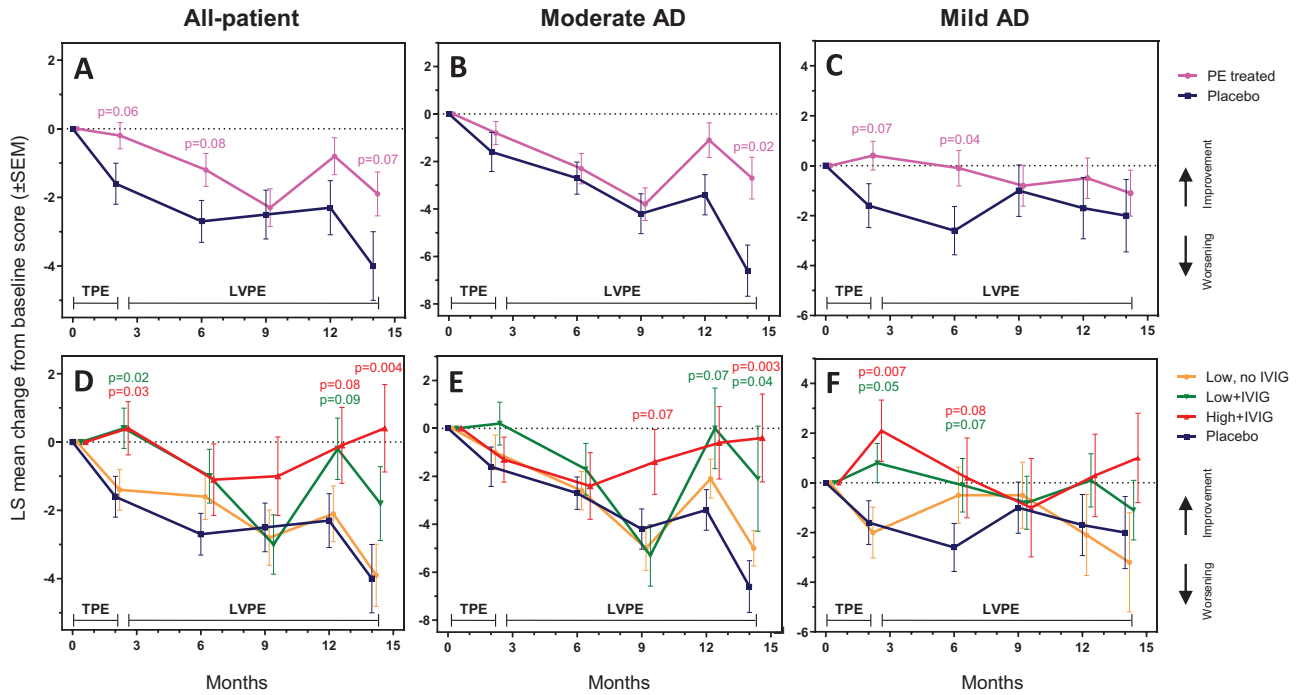 All-patient
Moderate AD
Mild AD
LS mean change from baseline score (±SEM)
A
2
0
-2
-4
p=0.06
p=0.08
p=0.07
TPE
LVPE
0
3
6
9
12
15
B
2
0
-2
-4
-6
-8
p=0.02
TPE
LVPE
0
3
6
9
12
15
C
4
2
0
-2
-4
-6
p=0.07
p=0.04
TPE
LVPE
0
3
6
9
12
15
PE treated
Placebo
Improvement
Worsening
D
2
0
-2
-4
p=0.02
p=0.03
p=0.08
p=0.09
p=0.004
TPE
LVPE
0
3
6
9
12
15
Months
E
2
0
-2
-4
-6
-8
p=0.07
p=0.07
p=0.003
p=0.04
TPE
LVPE
0
3
6
9
12
15
Months
F
4
2
0
-2
-4
-6
p=0.007
p=0.05
p=0.08
p=0.07
TPE
LVPE
0
3
6
9
12
15
Months
Low, no IVIG
Low+IVIG
High+IVIG
Placebo
Improvement
Worsening